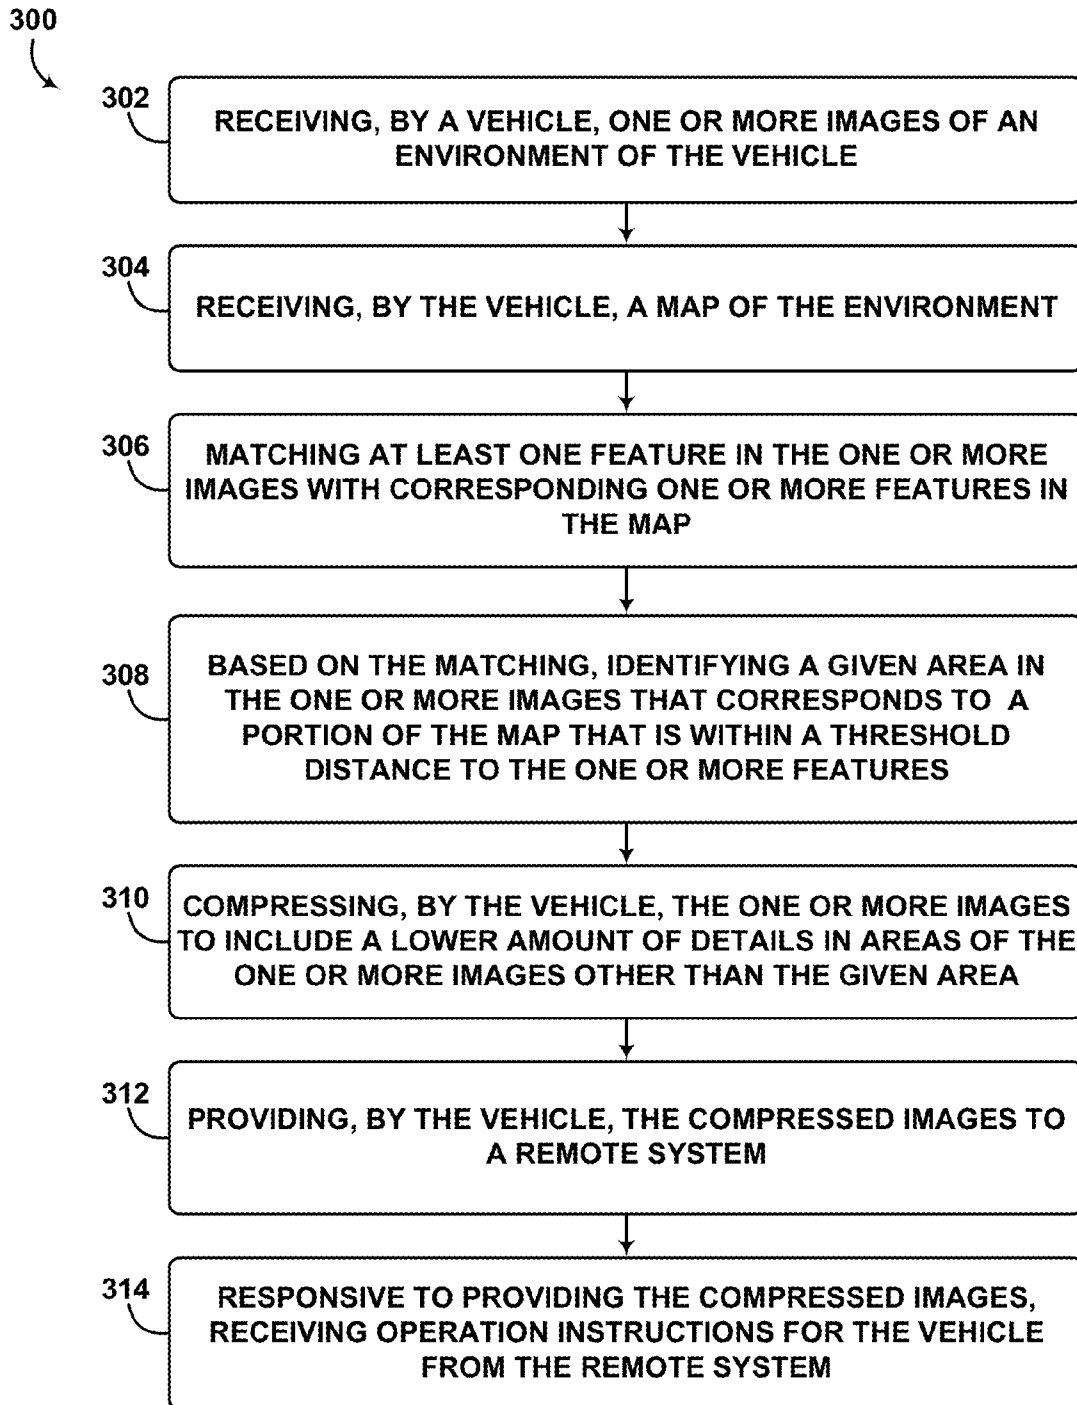 300
302
RECEIVING, BY A VEHICLE, ONE OR MORE IMAGES OF AN
ENVIRONMENT OF THE VEHICLE
304
RECEIVING, BY THE VEHICLE, A MAP OF THE ENVIRONMENT
306
MATCHING AT LEAST ONE FEATURE IN THE ONE OR MORE
IMAGES WITH CORRESPONDING ONE OR MORE FEATURES IN
THE MAP
308
BASED ON THE MATCHING, IDENTIFYING A GIVEN AREA IN
THE ONE OR MORE IMAGES THAT CORRESPONDS TO A
PORTION OF THE MAP THAT IS WITHIN A THRESHOLD
DISTANCE TO THE ONE OR MORE FEATURES
310
COMPRESSING, BY THE VEHICLE, THE ONE OR MORE IMAGES
TO INCLUDE A LOWER AMOUNT OF DETAILS IN AREAS OF THE
ONE OR MORE IMAGES OTHER THAN THE GIVEN AREA
312
PROVIDING, BY THE VEHICLE, THE COMPRESSED IMAGES TO
A REMOTE SYSTEM
314
RESPONSIVE TO PROVIDING THE COMPRESSED IMAGES,
RECEIVING OPERATION INSTRUCTIONS FOR THE VEHICLE
FROM THE REMOTE SYSTEM